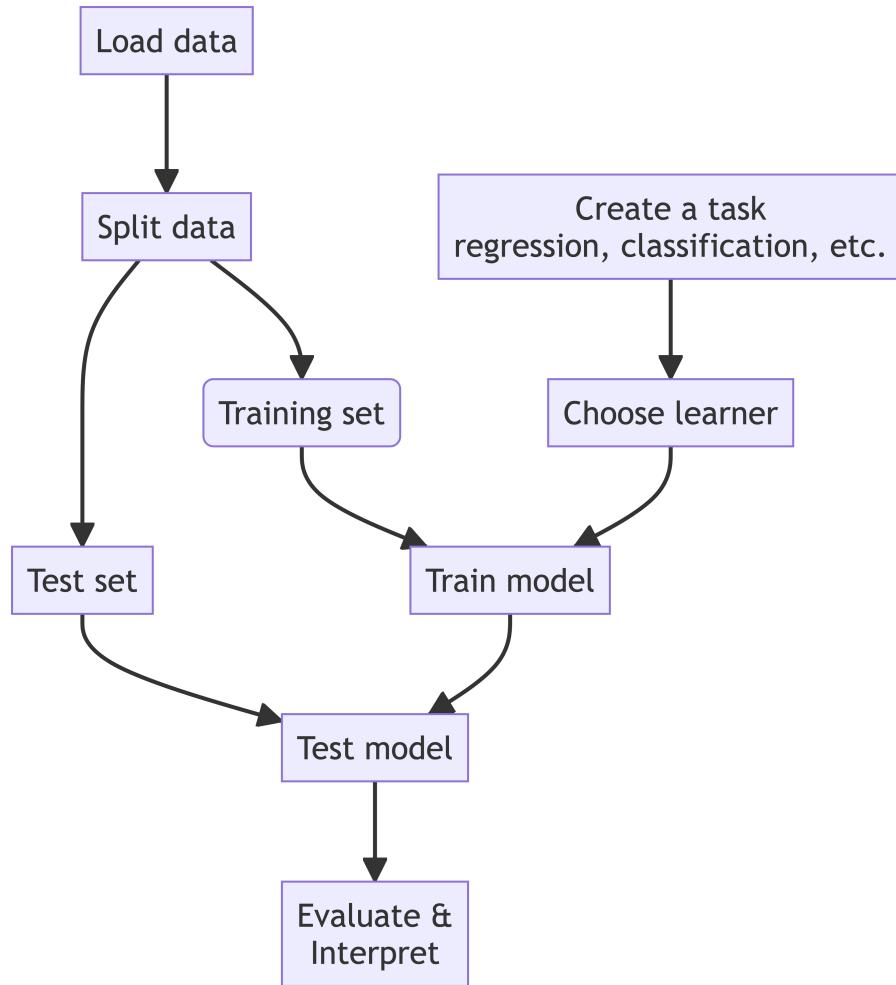 Load data
Split data
Create a task
regression, classification, etc.
Training set
Choose learner
Test set
Train model
Test model
Evaluate &
Interpret